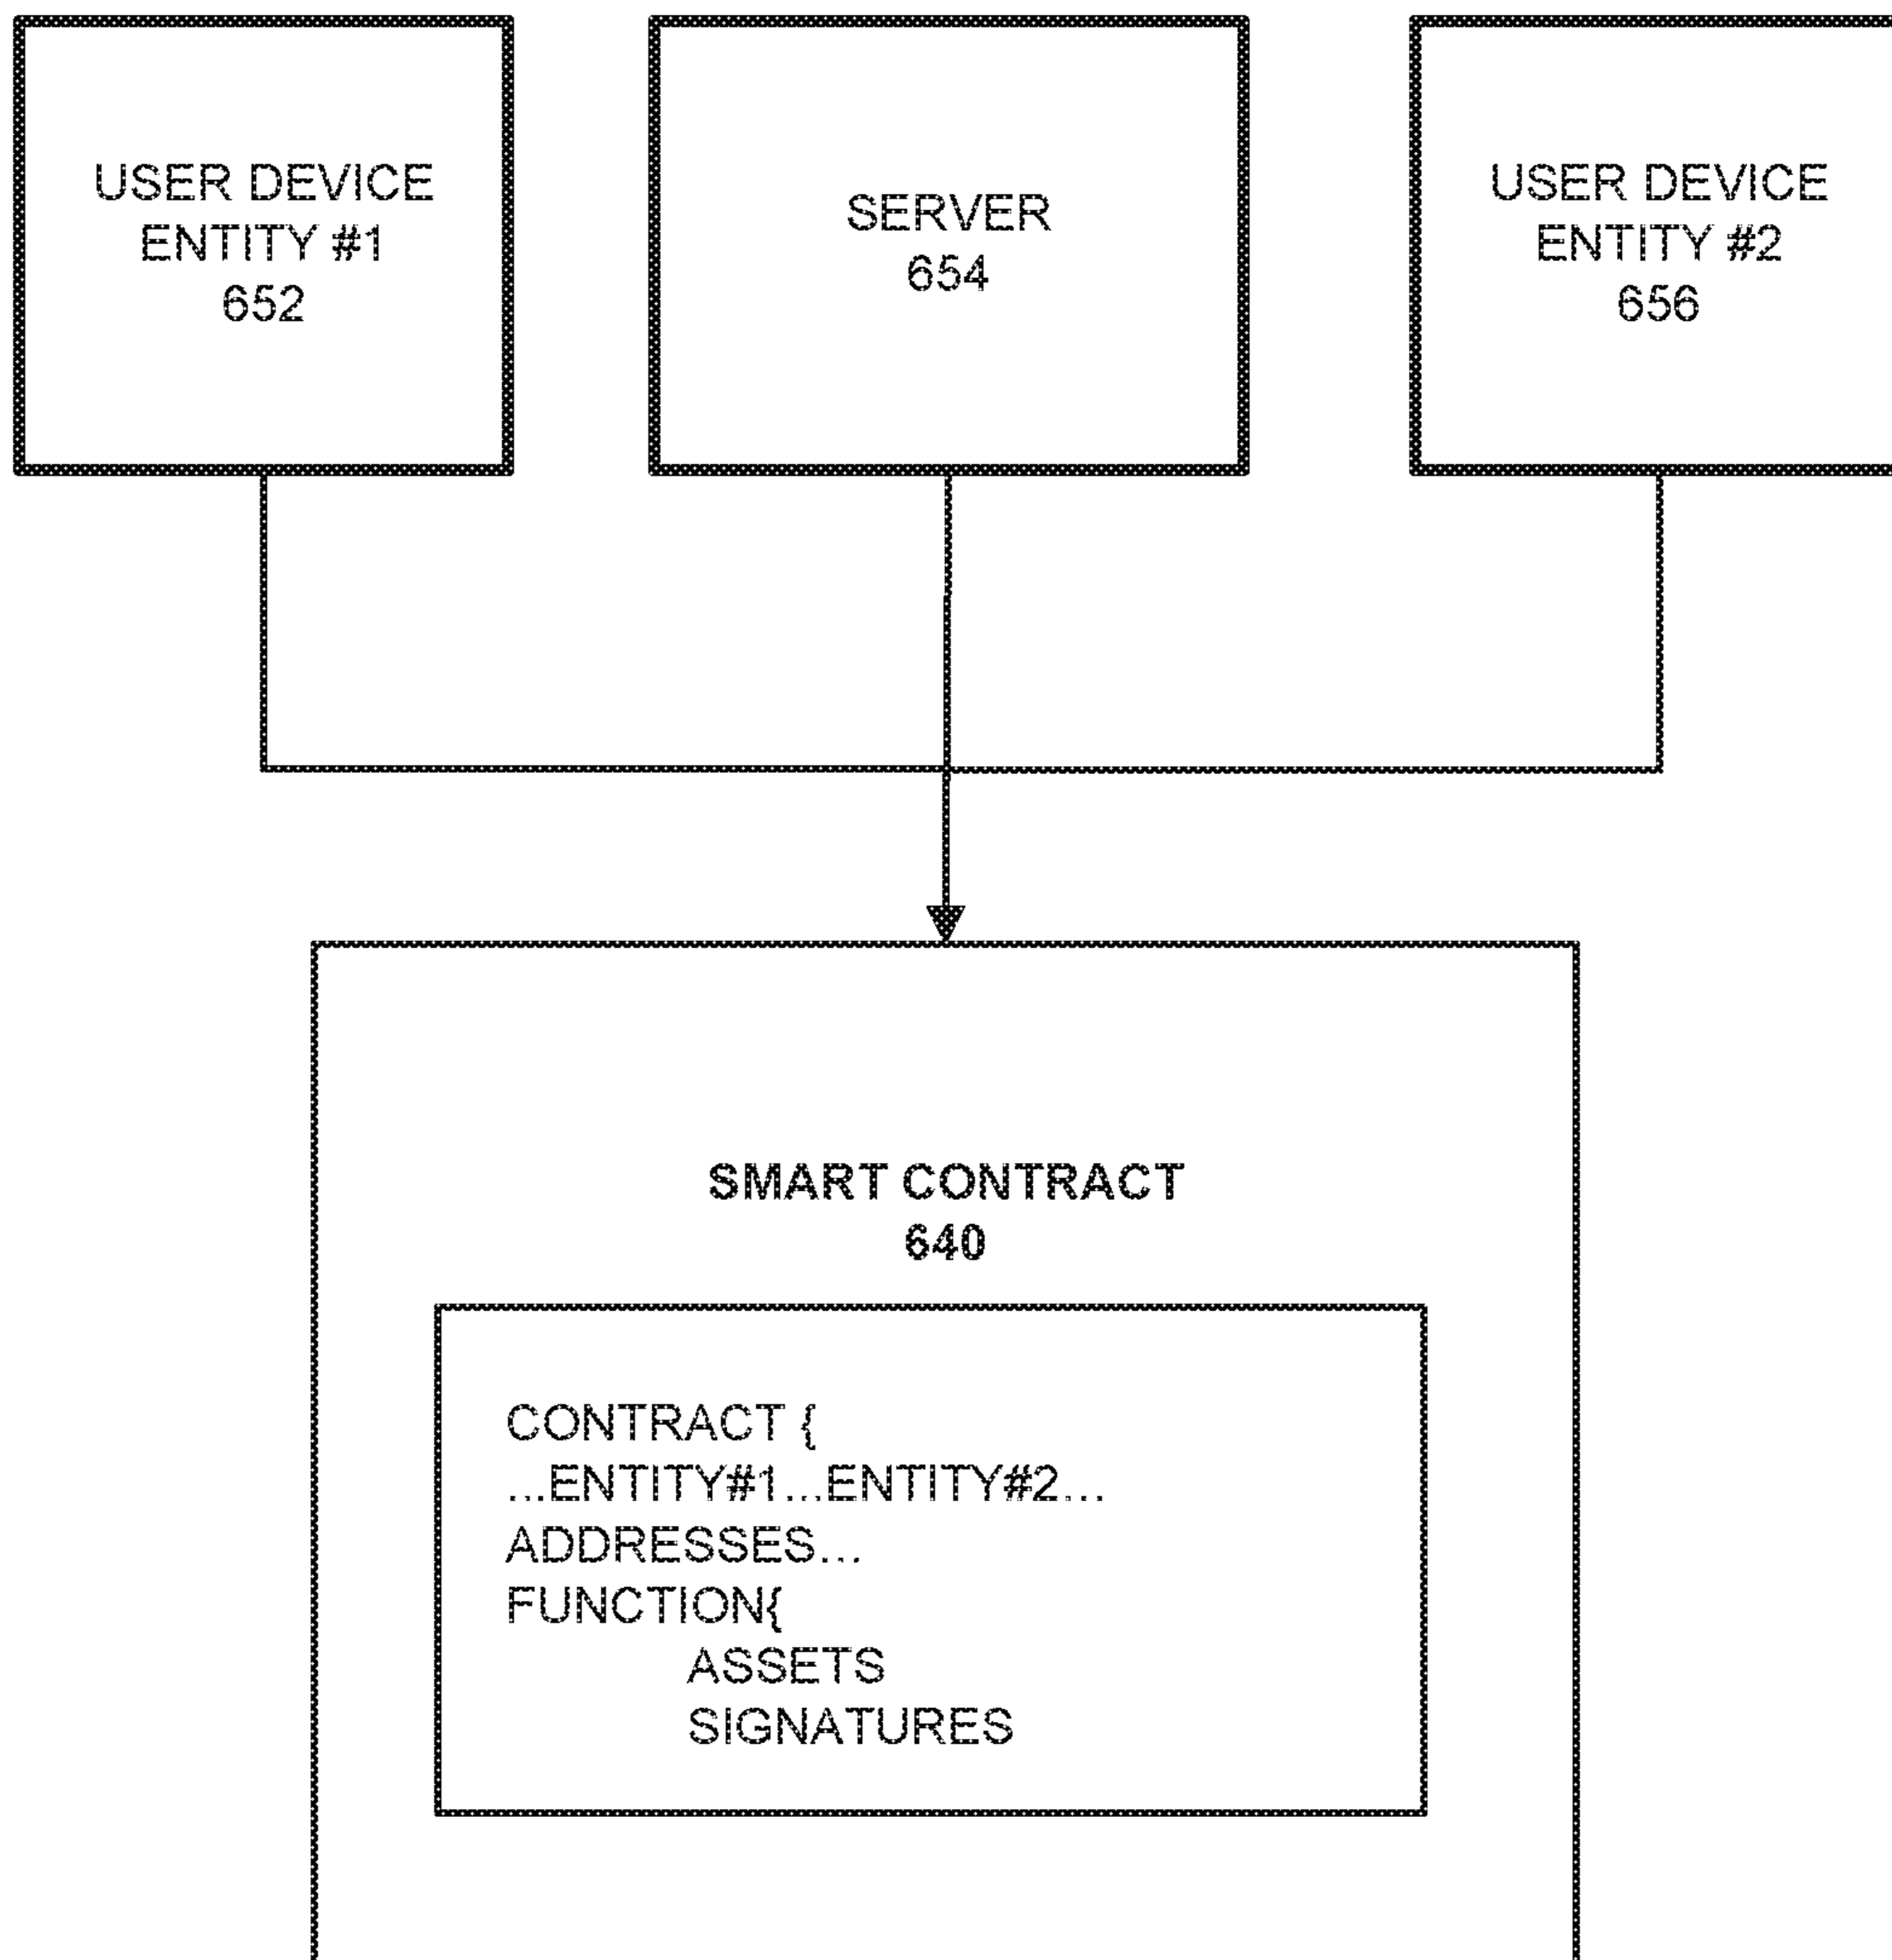 USER DEVICE
ENTITY #1
652
SERVER
654
USER DEVICE
ENTITY #2
656
SMART CONTRACT
640
CONTRACT {
...ENTITY#1...ENTITY#2...
ADDRESSES...
FUNCTION{
ASSETS
SIGNATURES